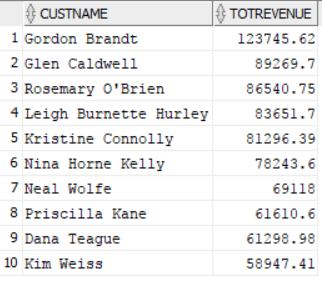 CUSTNAME TOTREVENUE
1 Gordon Brandt 123745.62
2 Glen Caldwell 89269.7
3 Rosemary O'Brien 86540.75
4 Leigh Burnette Hurley 83651.7
5 Kristine Connolly 81296.39
6 Nina Horne Kelly 78243.6
7 Neal Wolfe 69118
8 Priscilla Kane 61610.6
9 Dana Teague 61298.98
10 Kim Weiss 58947.41